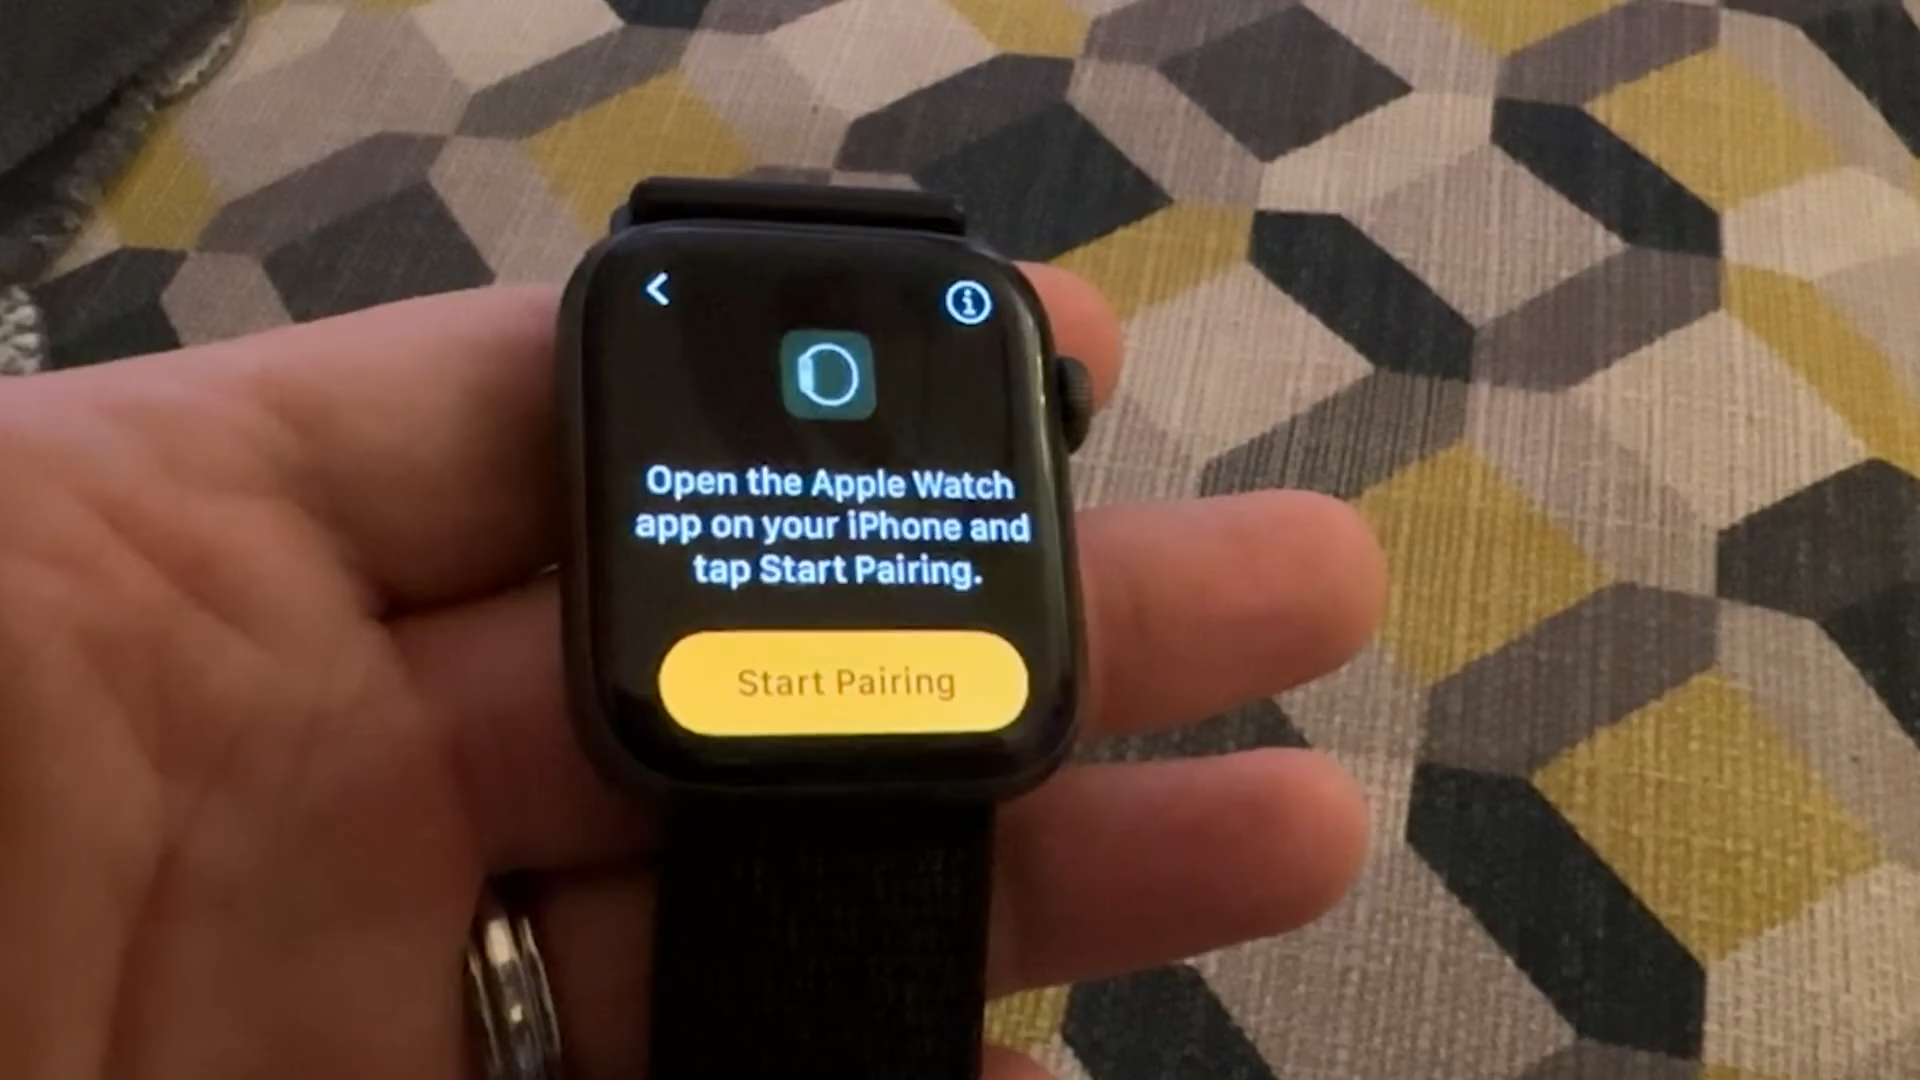 Open the Apple Watch
app on your iPhone and
tap Start Pairing.
Start Pairing